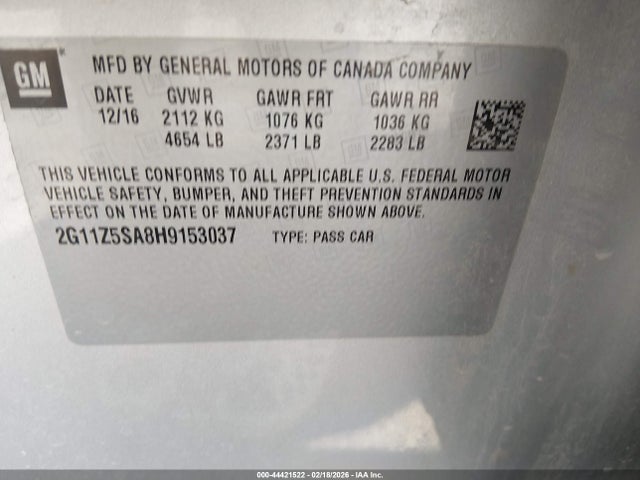 GM
MFD BY GENERAL MOTORS OF CANADA COMPANY
DATE GVWR GAWR FRT GAWR RR
12/16 2112 KG 1076 KG 1036 KG
4654 LB 2371 LB 2283 LB
THIS VEHICLE CONFORMS TO ALL APPLICABLE U.S. FEDERAL MOTOR
VEHICLE SAFETY, BUMPER, AND THEFT PREVENTION STANDARDS IN
EFFECT ON THE DATE OF MANUFACTURE SHOWN ABOVE.
2G11Z5SA8H9153037 TYPE: PASS CAR
000-44421522 - 02/18/2026 - IAA Inc.